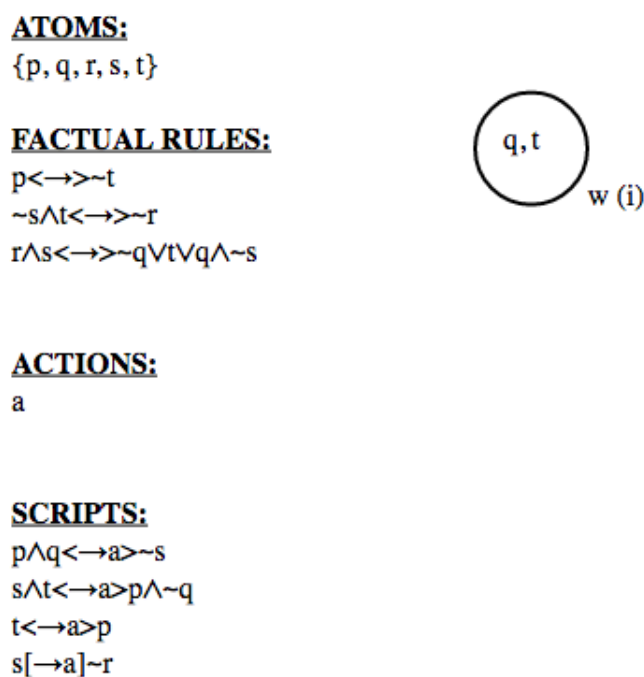 ATOMS:
{p, q, r, s, t}
FACTUAL RULES:
p<→>~t
~s∧t<→>~r
r∧s<→>~q∨t∨q∧~s
q, t
w (i)
ACTIONS:
a
SCRIPTS:
p∧q<→a>~s
s∧t<→a>p∧~q
t<→a>p
s[→a]~r